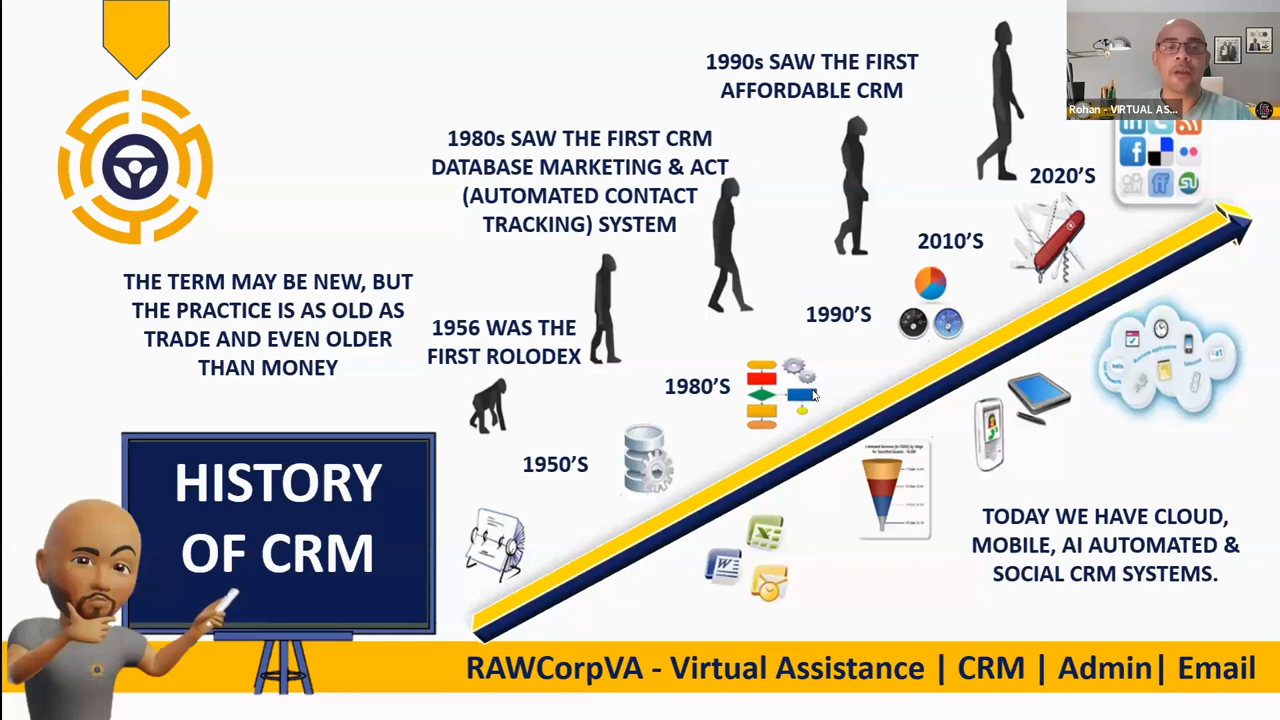 1990s SAW THE FIRST
AFFORDABLE CRM
Rohan - VIRTUAL AS...
1980s SAW THE FIRST CRM
DATABASE MARKETING & ACT
(AUTOMATED CONTACT
TRACKING) SYSTEM
2020'S
2010'S
THE TERM MAY BE NEW, BUT
THE PRACTICE IS AS OLD AS
TRADE AND EVEN OLDER
THAN MONEY
1956 WAS THE
FIRST ROLODEX
1990'S
1980'S
1950'S
HISTORY
OF CRM
TODAY WE HAVE CLOUD,
MOBILE, AI AUTOMATED &
SOCIAL CRM SYSTEMS.
RAWCorpVA - Virtual Assistance | CRM | Admin| Email